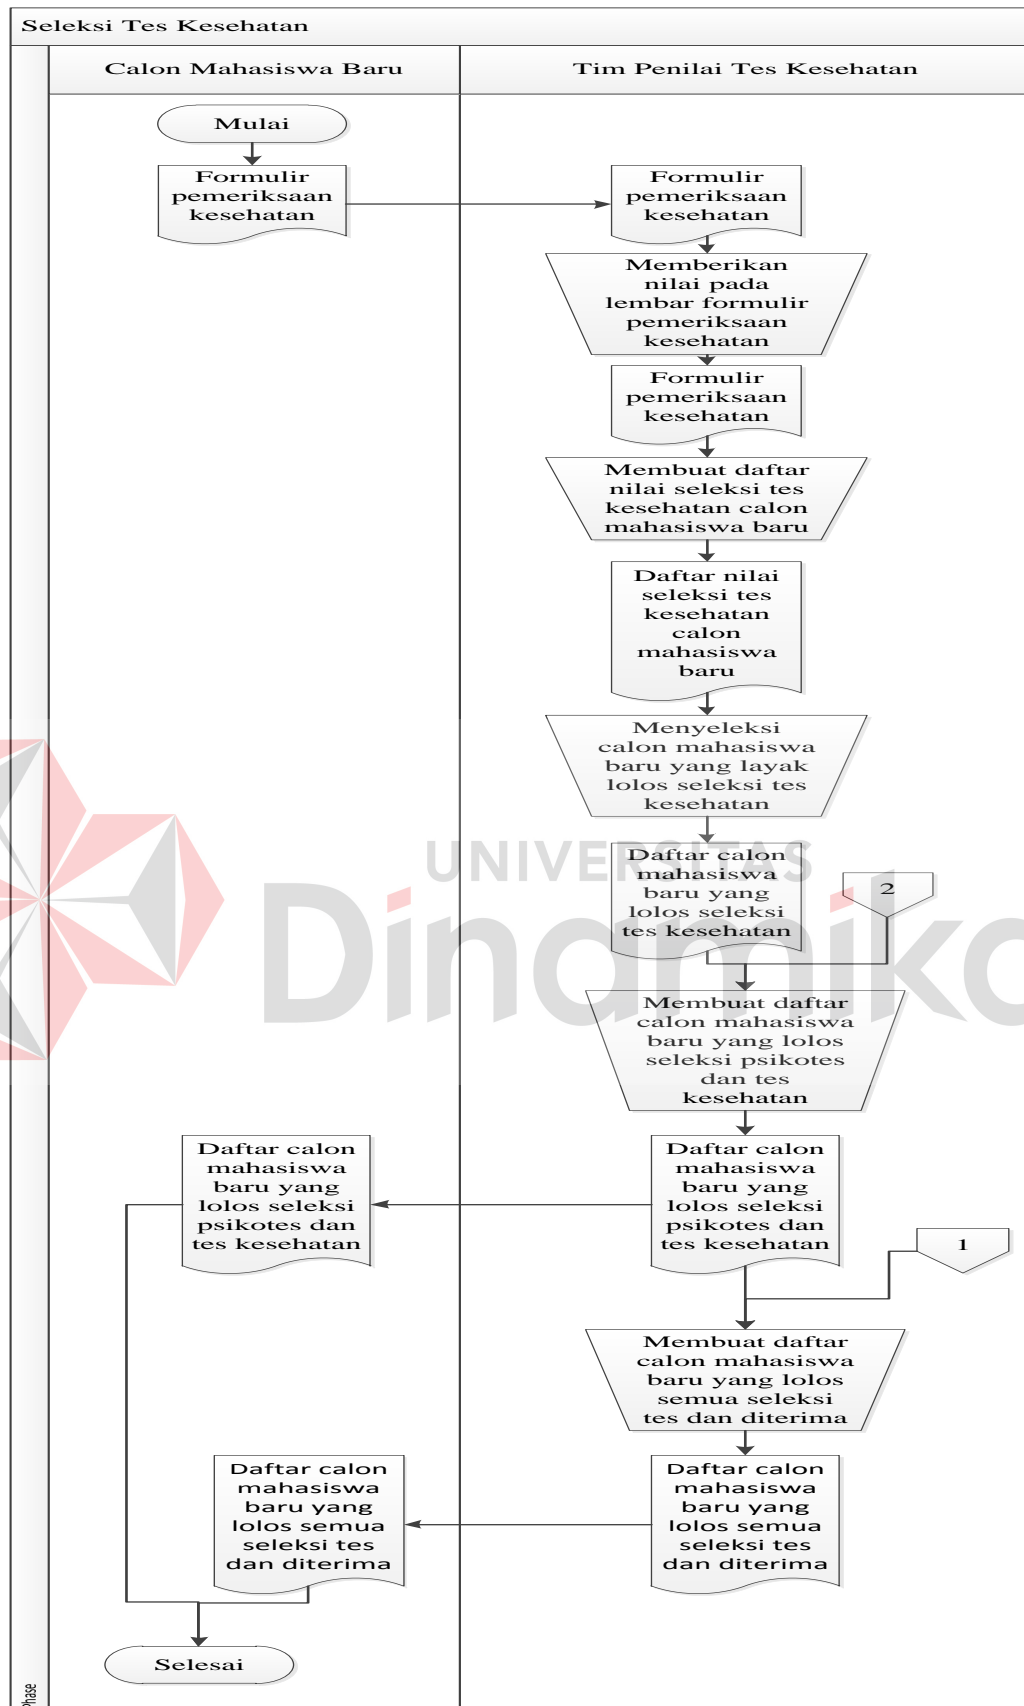 Seleksi Tes Kesehatan
Calon Mahasiswa Baru
Tim Penilai Tes Kesehatan
Mulai
Formulir
pemeriksaan
kesehatan
Formulir
pemeriksaan
kesehatan
Memberikan
nilai pada
lembar formulir
pemeriksaan
kesehatan
Formulir
pemeriksaan
kesehatan
Membuat daftar
nilai seleksi tes
kesehatan calon
mahasiswa baru
Daftar nilai
seleksi tes
kesehatan
calon
mahasiswa
baru
Menyeleksi
calon mahasiswa
baru yang layak
lolos seleksi tes
kesehatan
UNIVERSITAS
Dinamika
Daftar calon
mahasiswa
baru yang
lolos seleksi
tes kesehatan
2
Membuat daftar
calon mahasiswa
baru yang lolos
seleksi psikotes
dan tes
kesehatan
Daftar calon
mahasiswa
baru yang
lolos seleksi
psikotes dan
tes kesehatan
Daftar calon
mahasiswa
baru yang
lolos seleksi
psikotes dan
tes kesehatan
1
Membuat daftar
calon mahasiswa
baru yang lolos
semua seleksi
tes dan diterima
Daftar calon
mahasiswa
baru yang
lolos semua
seleksi tes
dan diterima
Daftar calon
mahasiswa
baru yang
lolos semua
seleksi tes
dan diterima
Selesai
Phase